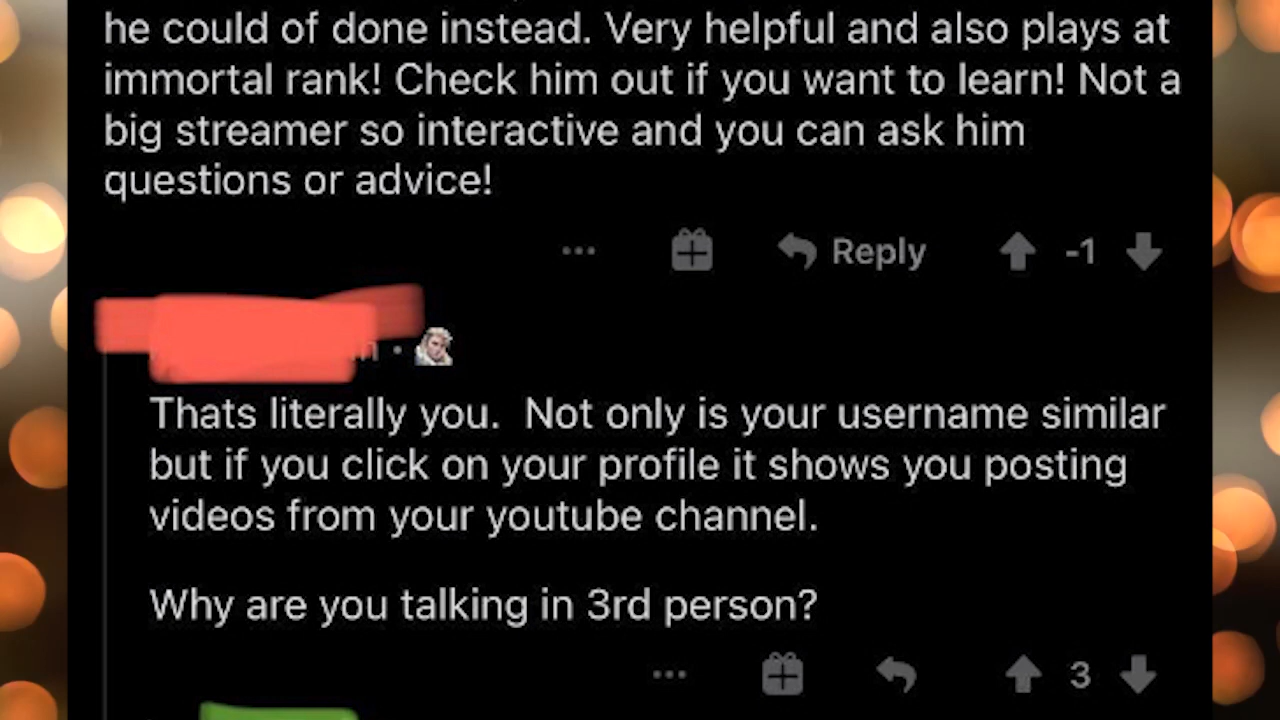 he could of done instead. Very helpful and also plays at
immortal rank! Check him out if you want to learn! Not a
big streamer so interactive and you can ask him
questions or advice!
Reply -1
Thats literally you.  Not only is your username similar
but if you click on your profile it shows you posting
videos from your youtube channel.
Why are you talking in 3rd person?
3